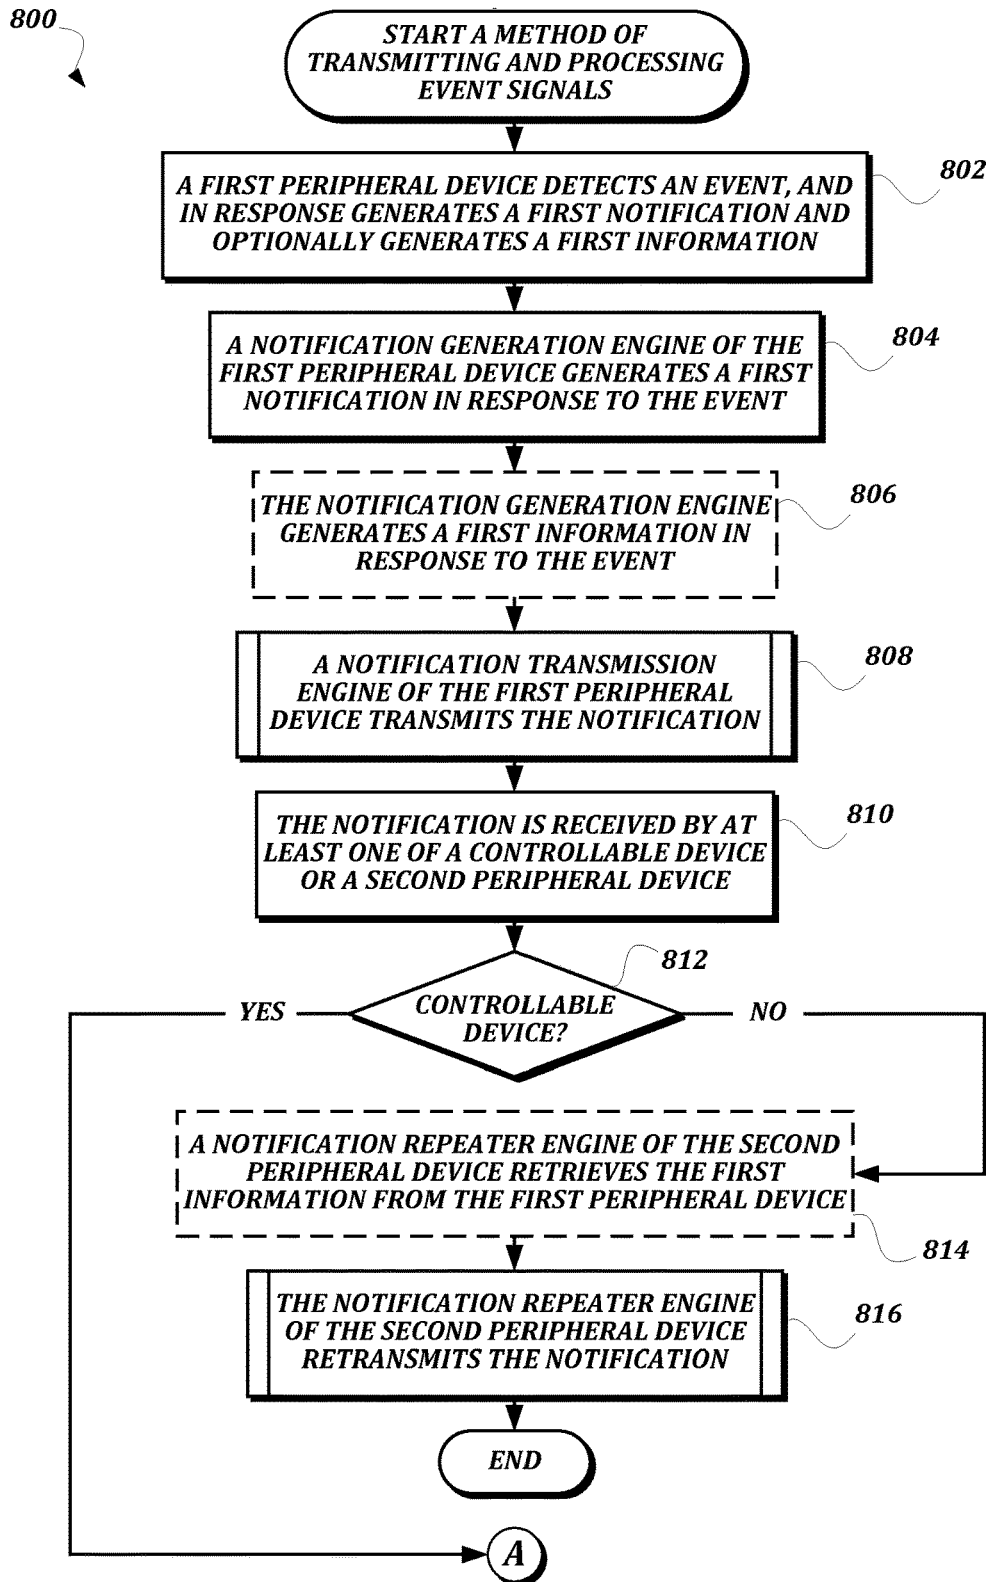 800
START A METHOD OF
TRANSMITTING AND PROCESSING
EVENT SIGNALS
A FIRST PERIPHERAL DEVICE DETECTS AN EVENT, AND
IN RESPONSE GENERATES A FIRST NOTIFICATION AND
OPTIONALLY GENERATES A FIRST INFORMATION
802
A NOTIFICATION GENERATION ENGINE OF THE
FIRST PERIPHERAL DEVICE GENERATES A FIRST
NOTIFICATION IN RESPONSE TO THE EVENT
804
THE NOTIFICATION GENERATION ENGINE
GENERATES A FIRST INFORMATION IN
RESPONSE TO THE EVENT
806
A NOTIFICATION TRANSMISSION
ENGINE OF THE FIRST PERIPHERAL
DEVICE TRANSMITS THE NOTIFICATION
808
THE NOTIFICATION IS RECEIVED BY AT
LEAST ONE OF A CONTROLLABLE DEVICE
OR A SECOND PERIPHERAL DEVICE
810
812
YES
CONTROLLABLE
DEVICE?
NO
A NOTIFICATION REPEATER ENGINE OF THE SECOND
PERIPHERAL DEVICE RETRIEVES THE FIRST
INFORMATION FROM THE FIRST PERIPHERAL DEVICE
814
THE NOTIFICATION REPEATER ENGINE
OF THE SECOND PERIPHERAL DEVICE
RETRANSMITS THE NOTIFICATION
816
END
A